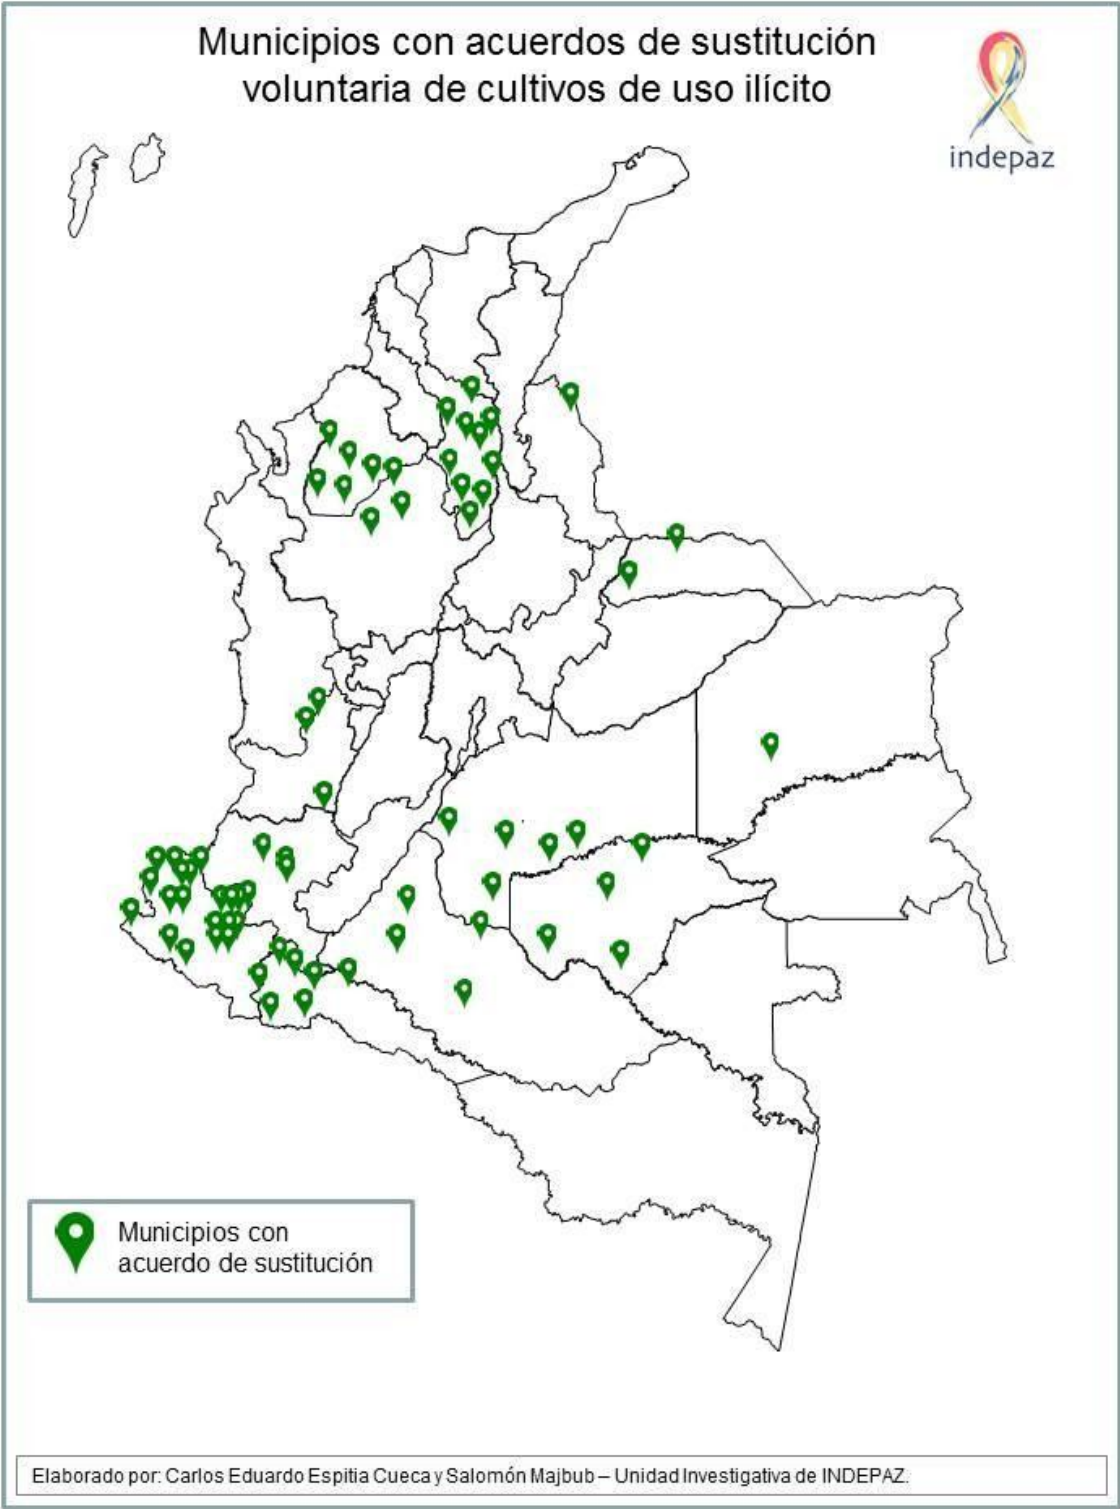 Municipios con acuerdos de sustitución
voluntaria de cultivos de uso ilícito
indepaz
Municipios con
acuerdo de sustitución
Elaborado por: Carlos Eduardo Espitia Cueca y Salomón Majbub – Unidad Investigativa de INDEPAZ.